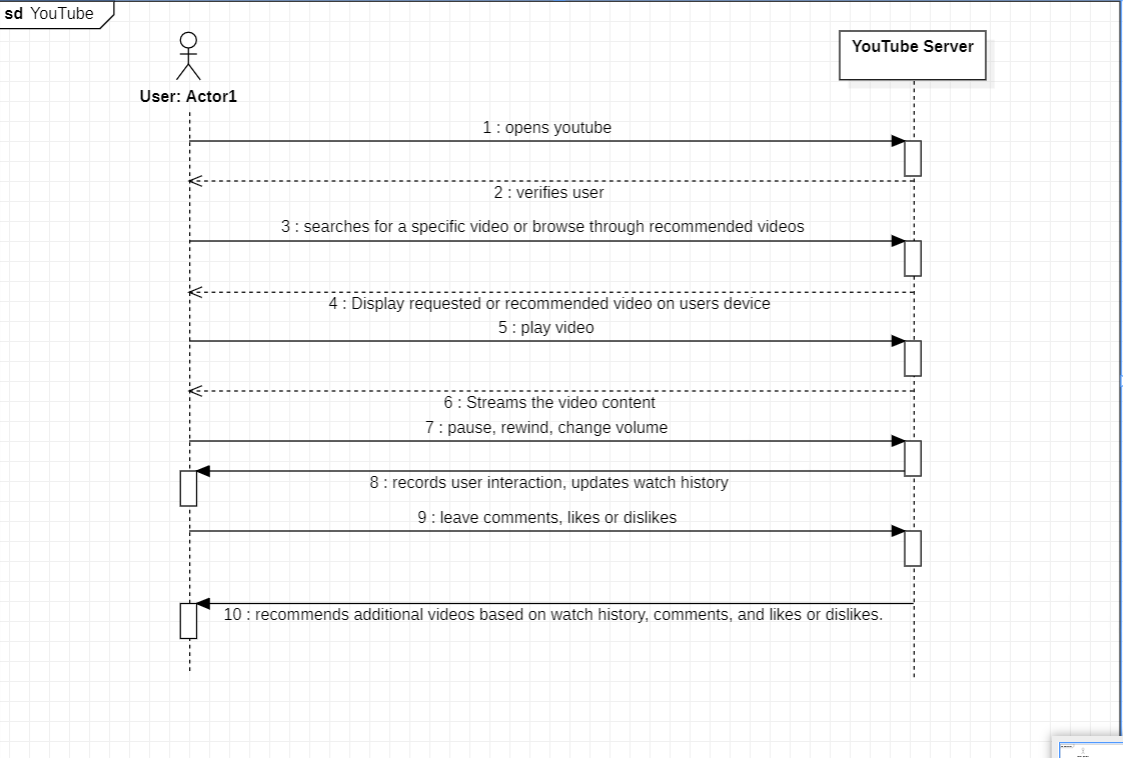 sd YouTube
YouTube Server
User: Actor1
1 : opens youtube
2 : verifies user
3 : searches for a specific video or browse through recommended videos
4 : Display requested or recommended video on users device
5 : play video
6 : Streams the video content
7 : pause, rewind, change volume
8 : records user interaction, updates watch history
9 : leave comments, likes or dislikes
10 : recommends additional videos based on watch history, comments, and likes or dislikes.